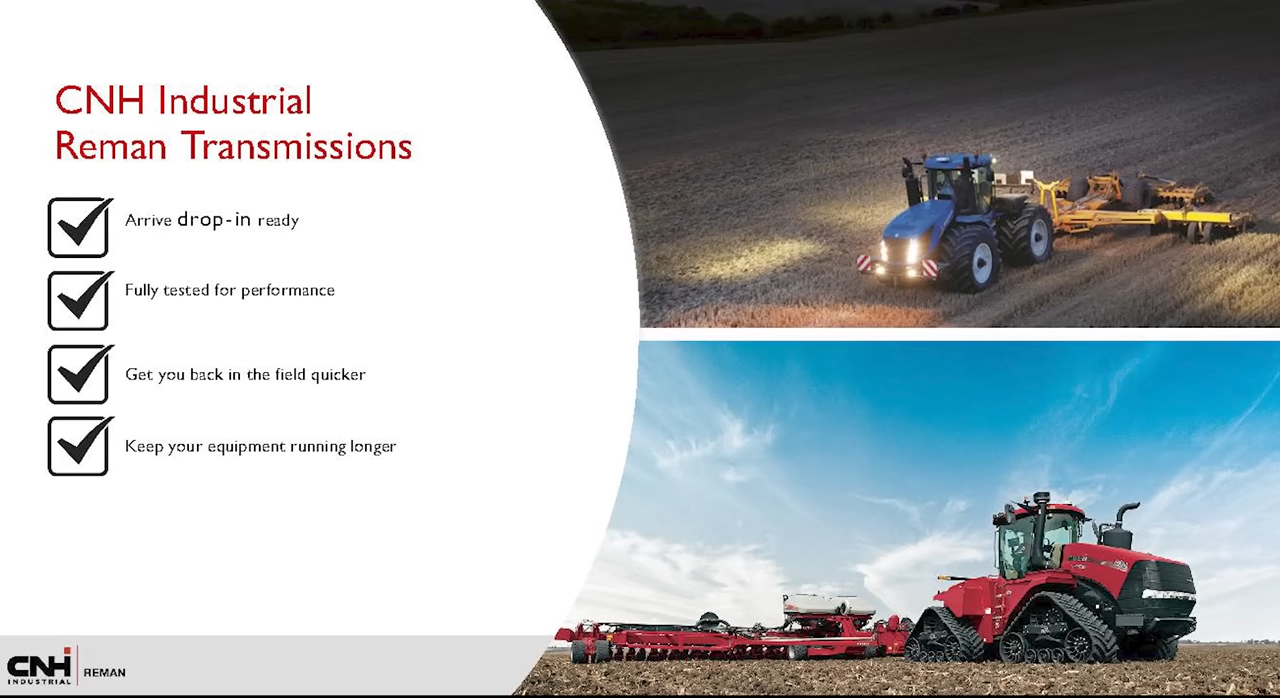 CNH Industrial
Reman Transmissions
Arrive drop-in ready
Fully tested for performance
Get you back in the field quicker
Keep your equipment running longer
CNH
INDUSTRIAL
REMAN